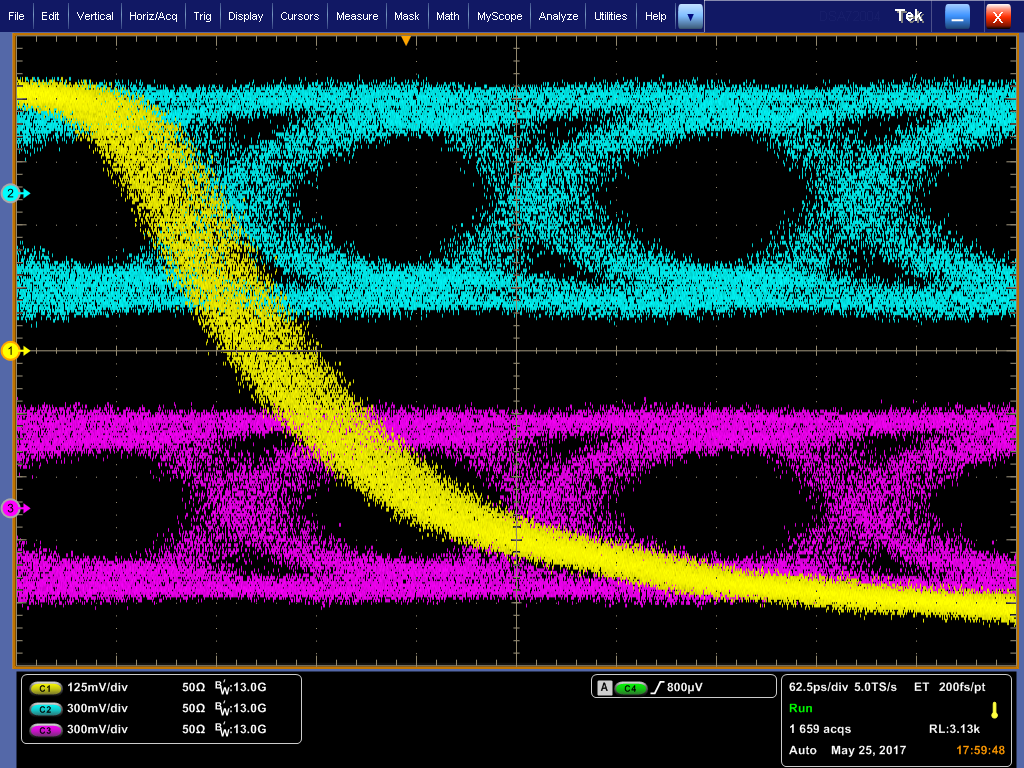 File Edit Vertical Horiz/Acq Trig Display Cursors Measure Mask Math MyScope Analyze Utilities Help Tek X
2
1
3
C1 125mV/div 50Ω BW:13.0G
C2 300mV/div 50Ω BW:13.0G
C3 300mV/div 50Ω BW:13.0G
A C4 800µV
62.5ps/div 5.0TS/s ET 200fs/pt
Run
1 659 acqs RL:3.13k
Auto May 25, 2017 17:59:48